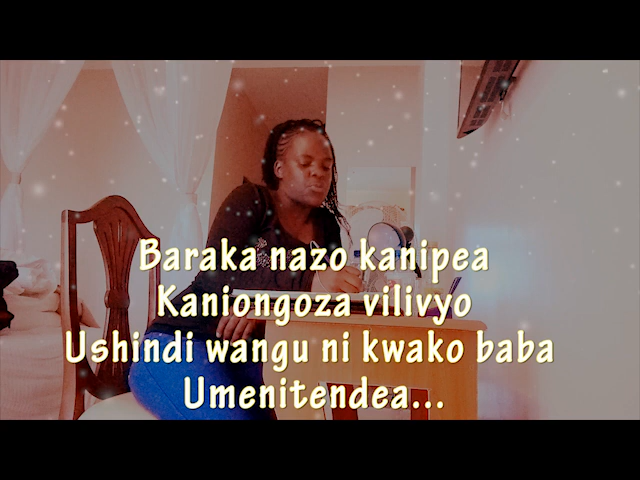 Baraka nazo kanipea
Kaniongoza vilivyo
Ushindi wangu ni kwako baba
Umenitendea...